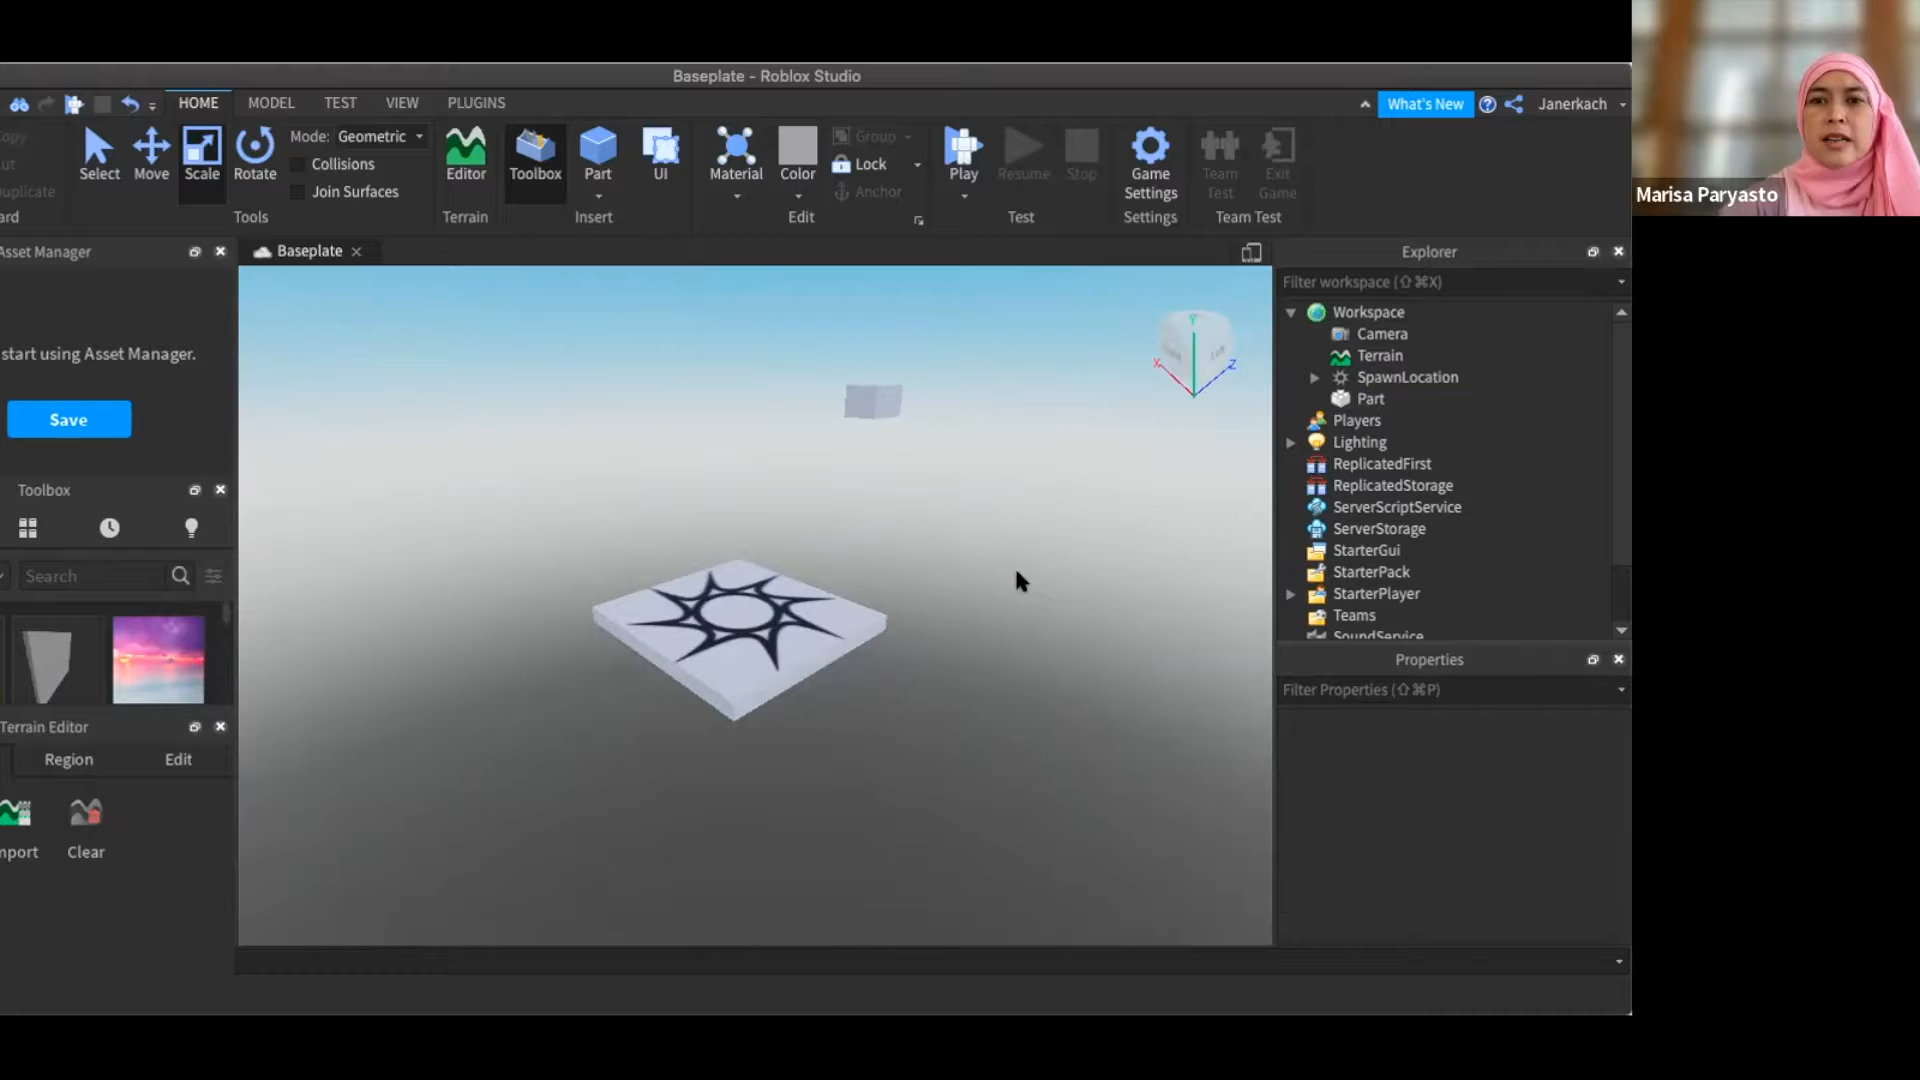 Baseplate - Roblox Studio
HOME MODEL TEST VIEW PLUGINS
What's New
Janerkach
Select
Move
Scale
Rotate
Mode: Geometric
Collisions
Join Surfaces
Tools
Editor
Terrain
Toolbox
Part
UI
Insert
Material
Color
Group
Lock
Anchor
Edit
Play
Resume
Stop
Test
Game
Settings
Settings
Team
Test
Exit
Game
Team Test
Marisa Paryasto
Asset Manager
start using Asset Manager.
Save
Toolbox
Search
Terrain Editor
Region Edit
mport
Clear
Baseplate
Explorer
Filter workspace (⇧⌘X)
Workspace
Camera
Terrain
SpawnLocation
Part
Players
Lighting
ReplicatedFirst
ReplicatedStorage
ServerScriptService
ServerStorage
StarterGui
StarterPack
StarterPlayer
Teams
SoundService
Properties
Filter Properties (⇧⌘P)